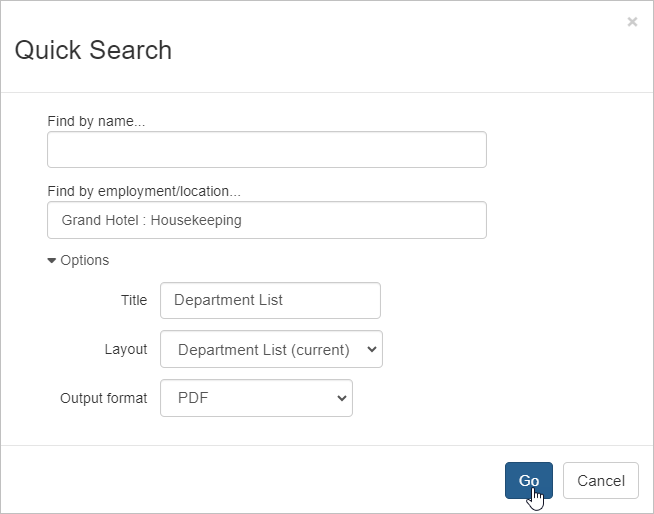 ×
Quick Search
Find by name...
Find by employment/location...
Grand Hotel : Housekeeping
Options
Title Department List
Layout Department List (current)
Output format PDF
Go Cancel